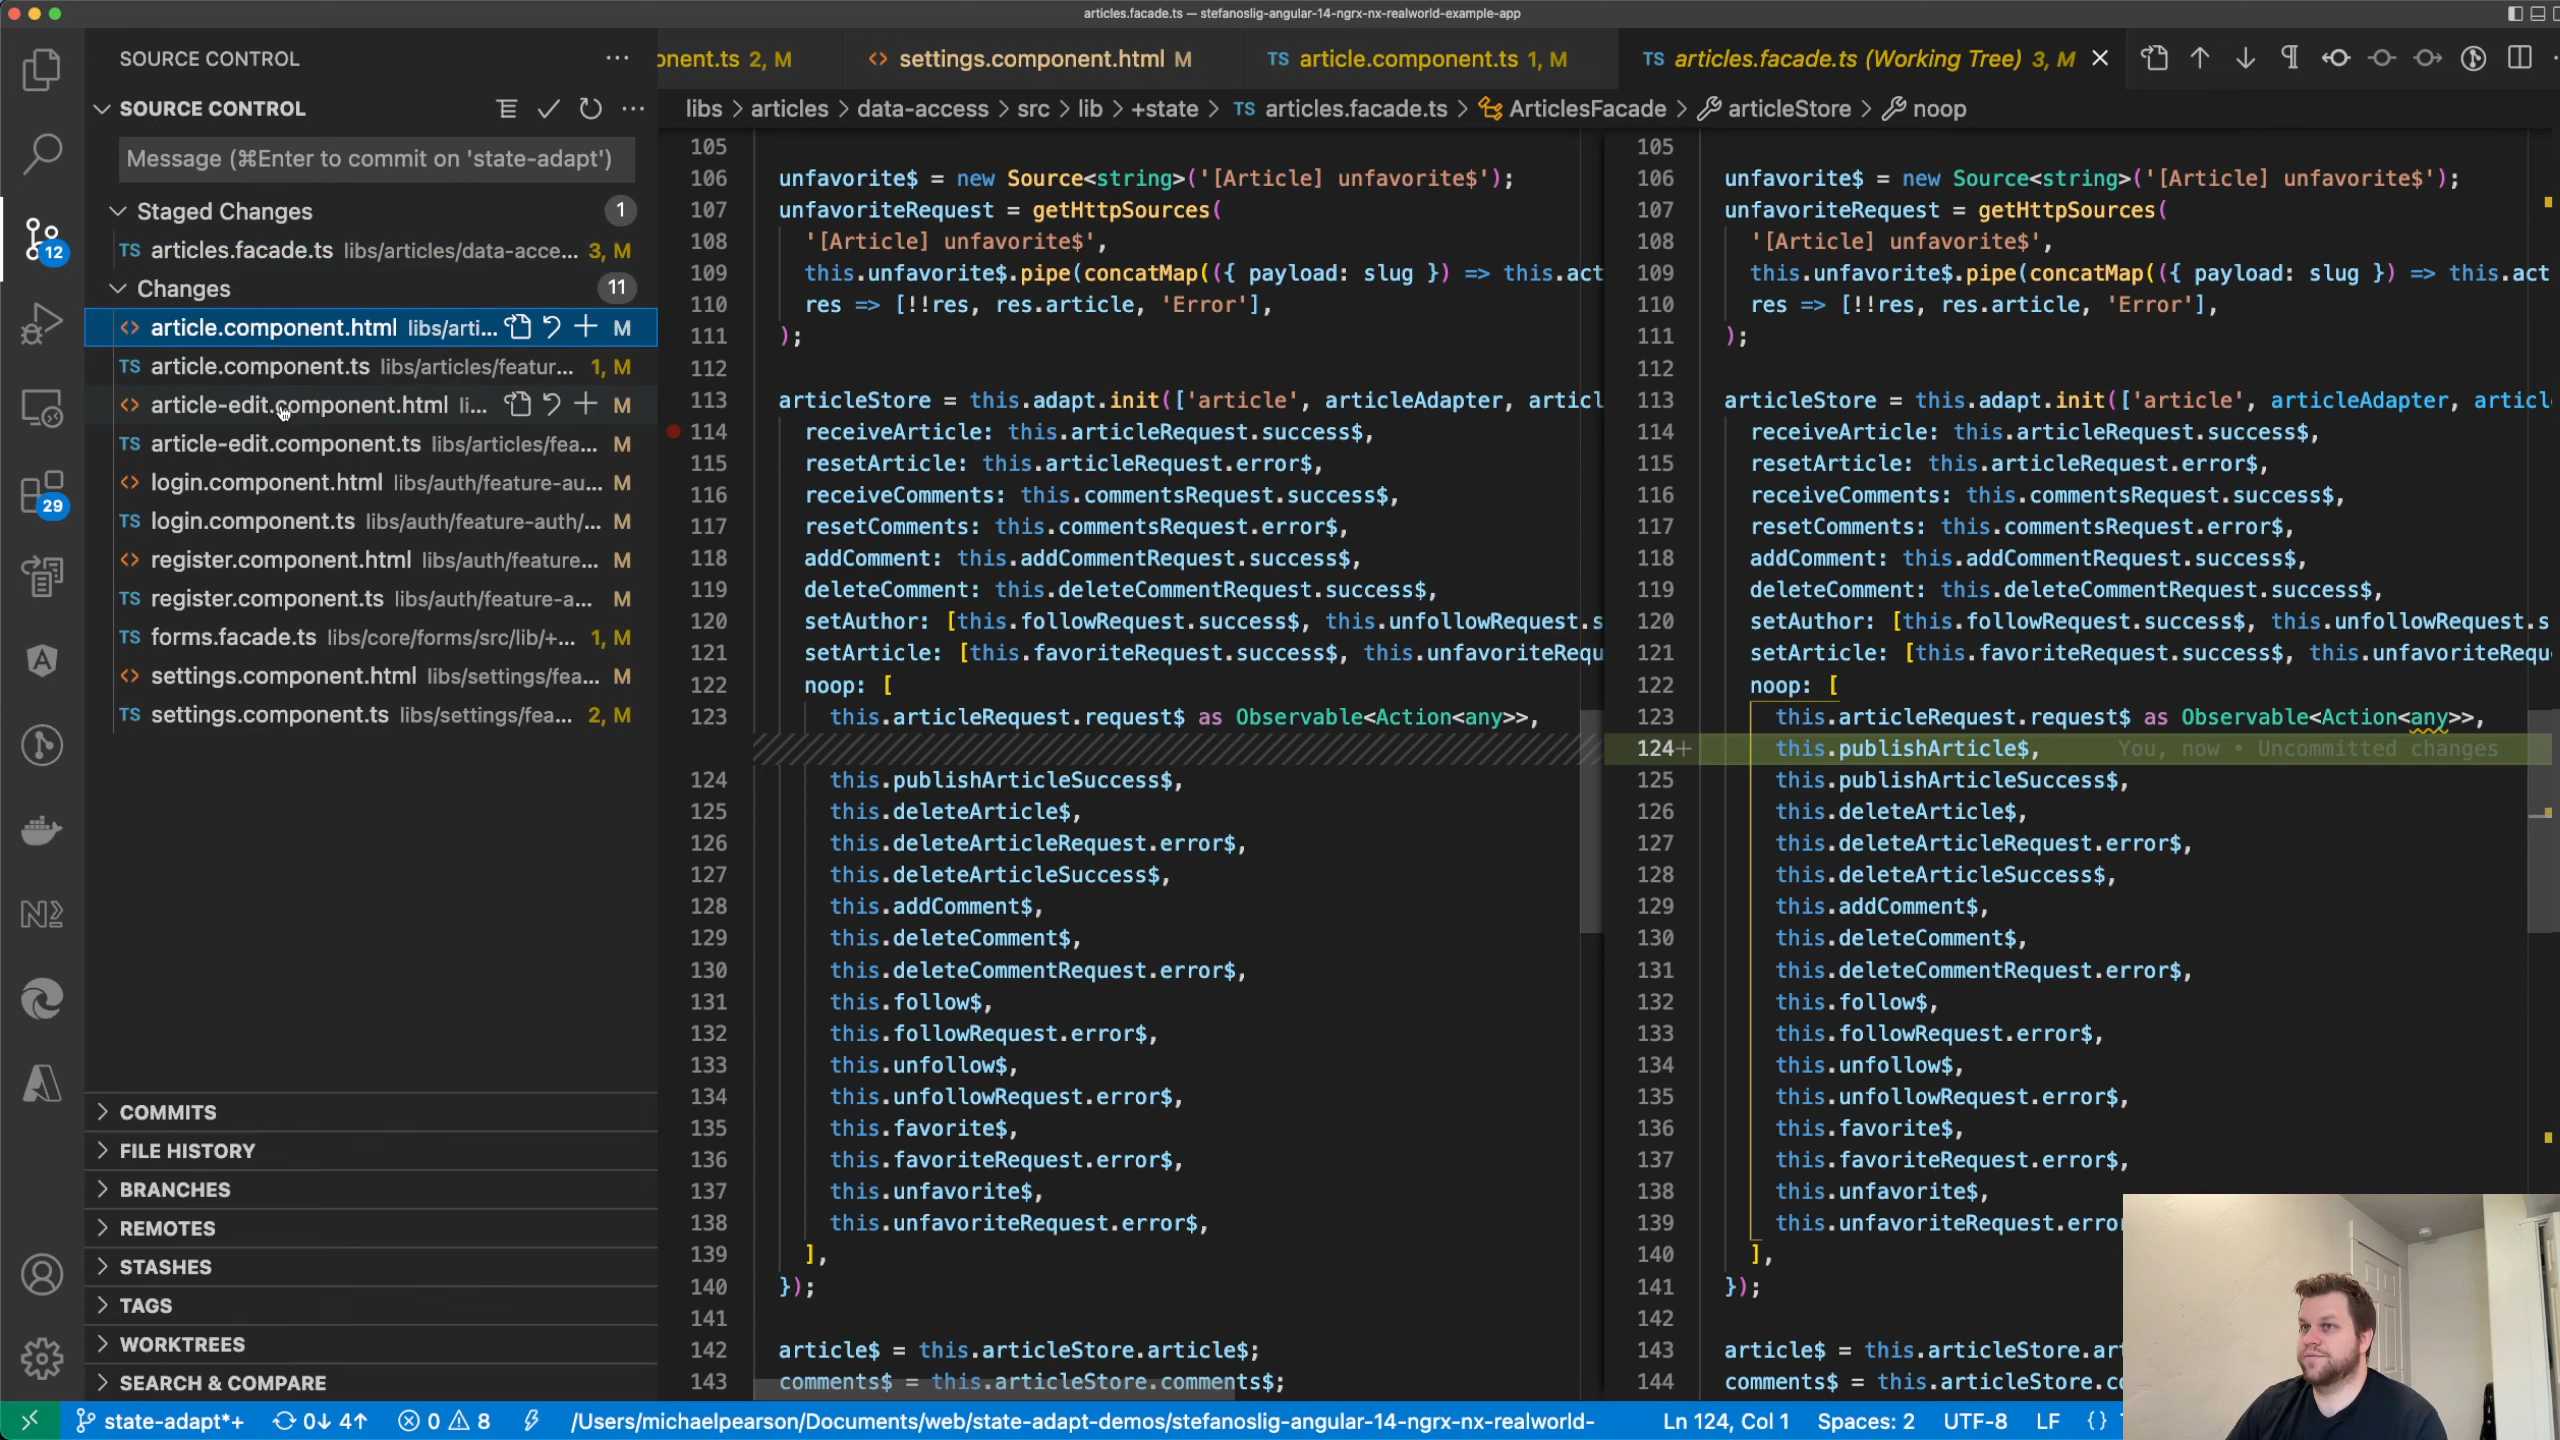 articles.facade.ts — stefanoslig-angular-14-ngrx-nx-realworld-example-app
SOURCE CONTROL
SOURCE CONTROL
Message (⌘Enter to commit on 'state-adapt')
Staged Changes 1
TS articles.facade.ts libs/articles/data-acce... 3, M
Changes 11
article.component.html libs/arti... M
TS article.component.ts libs/articles/featur... 1, M
article-edit.component.html li... M
TS article-edit.component.ts libs/articles/fea... M
login.component.html libs/auth/feature-au... M
TS login.component.ts libs/auth/feature-auth/... M
register.component.html libs/auth/feature... M
TS register.component.ts libs/auth/feature-a... M
TS forms.facade.ts libs/core/forms/src/lib/+... 1, M
settings.component.html libs/settings/fea... M
TS settings.component.ts libs/settings/fea... 2, M
12
29
COMMITS
FILE HISTORY
BRANCHES
REMOTES
STASHES
TAGS
WORKTREES
SEARCH & COMPARE
onent.ts 2, M
settings.component.html M
TS article.component.ts 1, M
TS articles.facade.ts (Working Tree) 3, M
libs > articles > data-access > src > lib > +state > TS articles.facade.ts > ArticlesFacade > articleStore > noop
105
106 unfavorite$ = new Source<string>('[Article] unfavorite$');
107 unfavoriteRequest = getHttpSources(
108 '[Article] unfavorite$',
109 this.unfavorite$.pipe(concatMap(({ payload: slug }) => this.act
110 res => [!!res, res.article, 'Error'],
111 );
112
113 articleStore = this.adapt.init(['article', articleAdapter, articl
114 receiveArticle: this.articleRequest.success$,
115 resetArticle: this.articleRequest.error$,
116 receiveComments: this.commentsRequest.success$,
117 resetComments: this.commentsRequest.error$,
118 addComment: this.addCommentRequest.success$,
119 deleteComment: this.deleteCommentRequest.success$,
120 setAuthor: [this.followRequest.success$, this.unfollowRequest.s
121 setArticle: [this.favoriteRequest.success$, this.unfavoriteRequ
122 noop: [
123 this.articleRequest.request$ as Observable<Action<any>>,
124 this.publishArticleSuccess$,
125 this.deleteArticle$,
126 this.deleteArticleRequest.error$,
127 this.deleteArticleSuccess$,
128 this.addComment$,
129 this.deleteComment$,
130 this.deleteCommentRequest.error$,
131 this.follow$,
132 this.followRequest.error$,
133 this.unfollow$,
134 this.unfollowRequest.error$,
135 this.favorite$,
136 this.favoriteRequest.error$,
137 this.unfavorite$,
138 this.unfavoriteRequest.error$,
139 ],
140 });
141
142 article$ = this.articleStore.article$;
143 comments$ = this.articleStore.comments$;
105
106 unfavorite$ = new Source<string>('[Article] unfavorite$');
107 unfavoriteRequest = getHttpSources(
108 '[Article] unfavorite$',
109 this.unfavorite$.pipe(concatMap(({ payload: slug }) => this.act
110 res => [!!res, res.article, 'Error'],
111 );
112
113 articleStore = this.adapt.init(['article', articleAdapter, articl
114 receiveArticle: this.articleRequest.success$,
115 resetArticle: this.articleRequest.error$,
116 receiveComments: this.commentsRequest.success$,
117 resetComments: this.commentsRequest.error$,
118 addComment: this.addCommentRequest.success$,
119 deleteComment: this.deleteCommentRequest.success$,
120 setAuthor: [this.followRequest.success$, this.unfollowRequest.s
121 setArticle: [this.favoriteRequest.success$, this.unfavoriteRequ
122 noop: [
123 this.articleRequest.request$ as Observable<Action<any>>,
124+ this.publishArticle$, You, now • Uncommitted changes
125 this.publishArticleSuccess$,
126 this.deleteArticle$,
127 this.deleteArticleRequest.error$,
128 this.deleteArticleSuccess$,
129 this.addComment$,
130 this.deleteComment$,
131 this.deleteCommentRequest.error$,
132 this.follow$,
133 this.followRequest.error$,
134 this.unfollow$,
135 this.unfollowRequest.error$,
136 this.favorite$,
137 this.favoriteRequest.error$,
138 this.unfavorite$,
139 this.unfavoriteRequest.erro
140 ],
141 });
142
143 article$ = this.articleStore.ar
144 comments$ = this.articleStore.co
state-adapt*+ 0↓ 4↑ 0 8 /Users/michaelpearson/Documents/web/state-adapt-demos/stefanoslig-angular-14-ngrx-nx-realworld- Ln 124, Col 1 Spaces: 2 UTF-8 LF {}